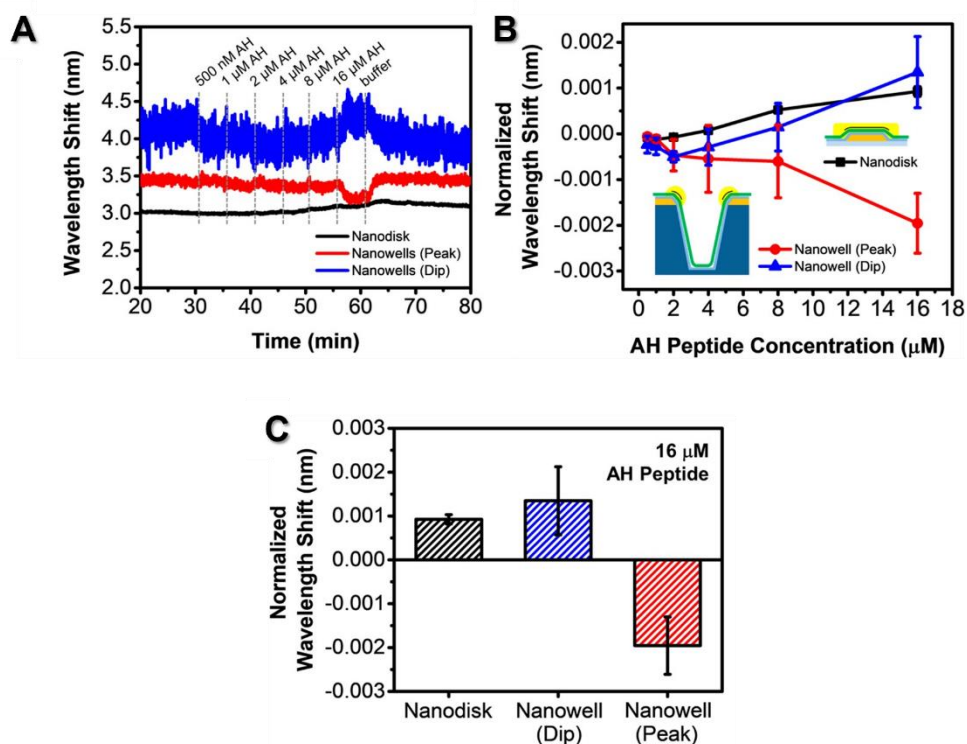 A
Wavelength Shift (nm)
5.5
5.0
4.5
4.0
3.5
3.0
2.5
2.0
500 nM AH
1 μM AH
2 μM AH
4 μM AH
8 μM AH
16 μM AH
buffer
Nanodisk
Nanowells (Peak)
Nanowells (Dip)
20 30 40 50 60 70 80
Time (min)
B
Normalized
Wavelength Shift (nm)
0.002
0.001
0.000
-0.001
-0.002
-0.003
Nanodisk
Nanowell (Peak)
Nanowell (Dip)
0 2 4 6 8 10 12 14 16 18
AH Peptide Concentration (μM)
C
Normalized
Wavelength Shift (nm)
0.003
0.002
0.001
0.000
-0.001
-0.002
-0.003
16 μM
AH Peptide
Nanodisk Nanowell Nanowell
(Dip) (Peak)